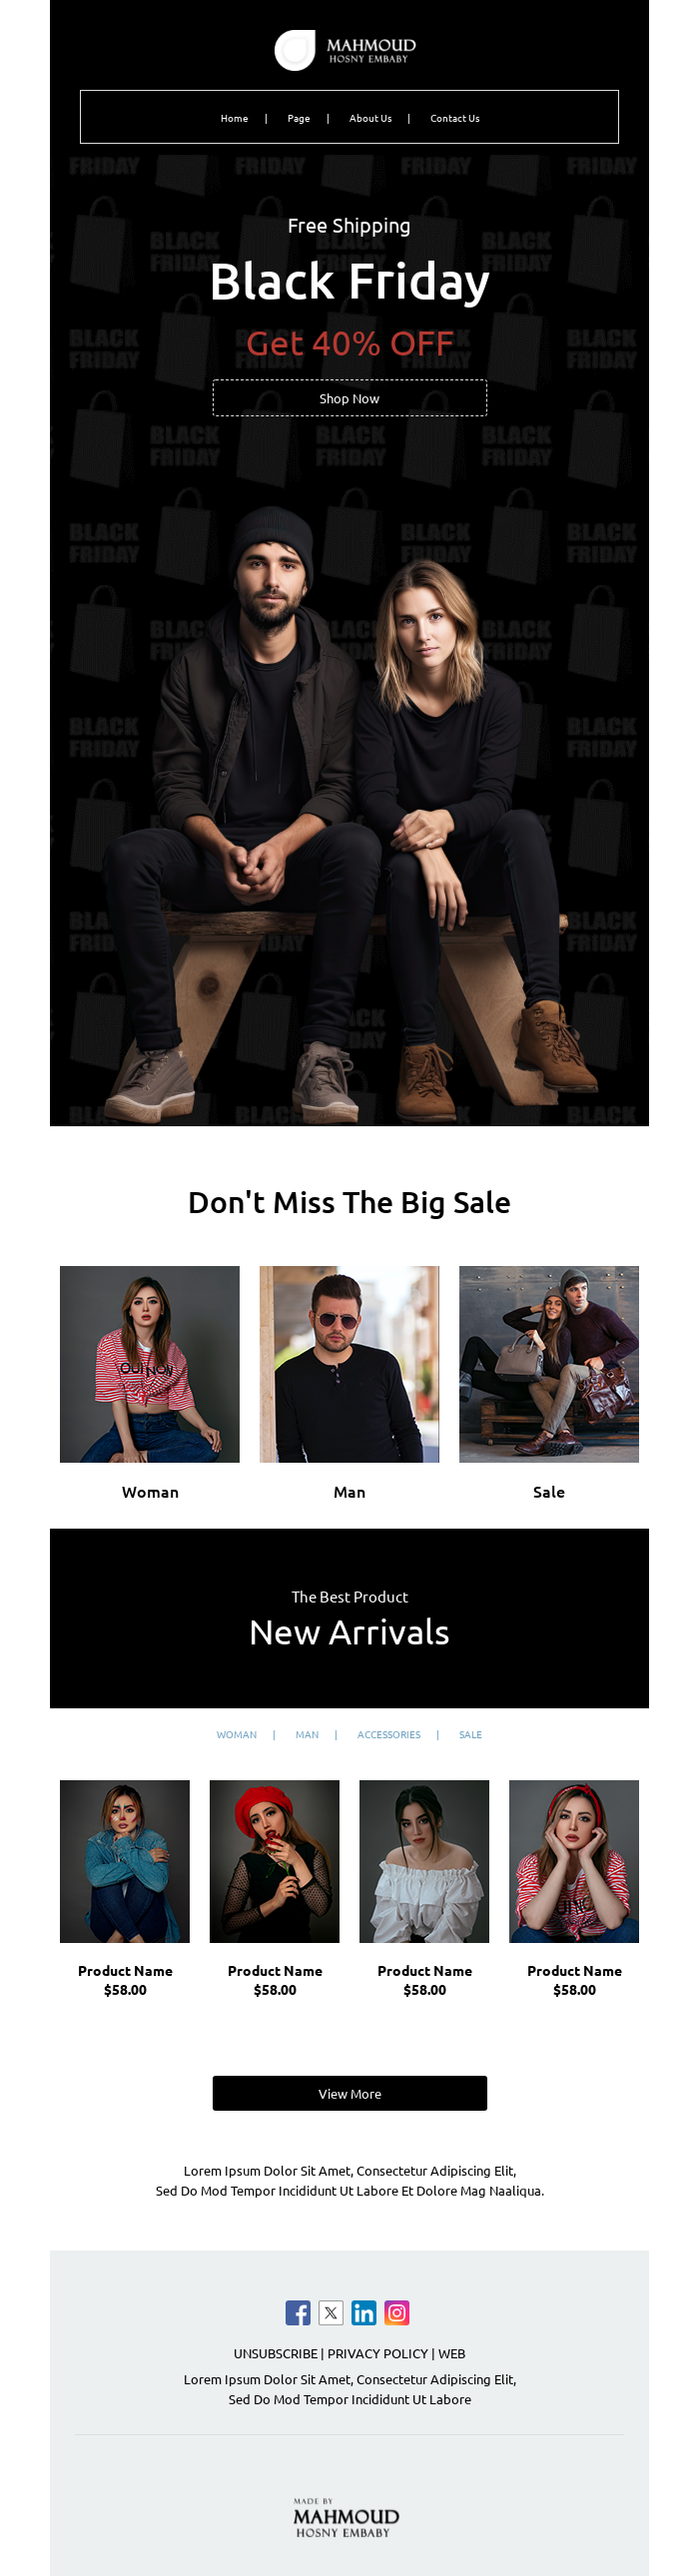 MAHMOUD
HOSNY EMBABY
Home | Page | About Us | Contact Us
Free Shipping
Black Friday
Get 40% OFF
Shop Now
BLACK
FRIDAY
Don't Miss The Big Sale
Woman Man Sale
The Best Product
New Arrivals
WOMAN | MAN | ACCESSORIES | SALE
Product Name Product Name Product Name Product Name
$58.00 $58.00 $58.00 $58.00
View More
Lorem Ipsum Dolor Sit Amet, Consectetur Adipiscing Elit,
Sed Do Mod Tempor Incididunt Ut Labore Et Dolore Mag Naaliqua.
UNSUBSCRIBE | PRIVACY POLICY | WEB
Lorem Ipsum Dolor Sit Amet, Consectetur Adipiscing Elit,
Sed Do Mod Tempor Incididunt Ut Labore
MADE BY
MAHMOUD
HOSNY EMBABY